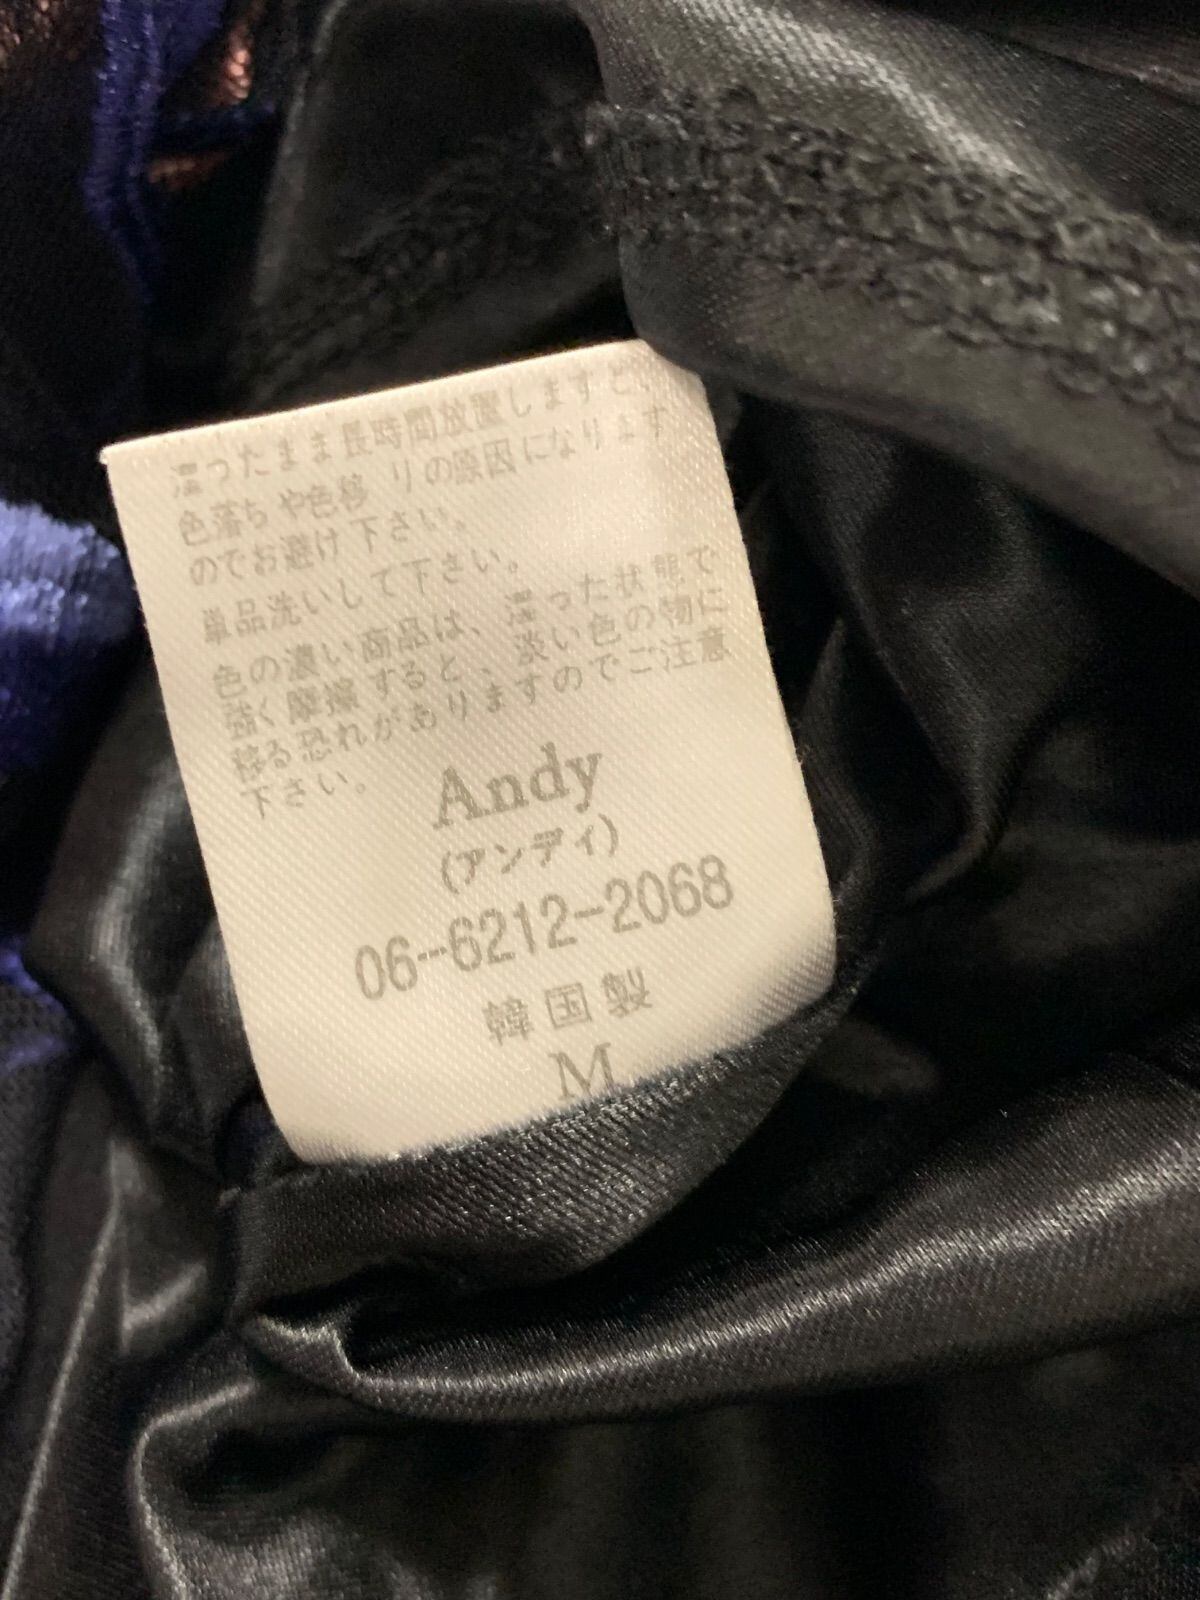 湿ったまま長時間放置しますと、
色落ちや色移 りの原因になります
のでお避け下さい。
単品洗いして下さい。
色の濃い商品は、湿った状態で
強く摩擦すると、淡い色の物に
移る恐れがありますのでご注意
下さい。
Andy
(アンディ)
06-6212-2068
韓国製
M